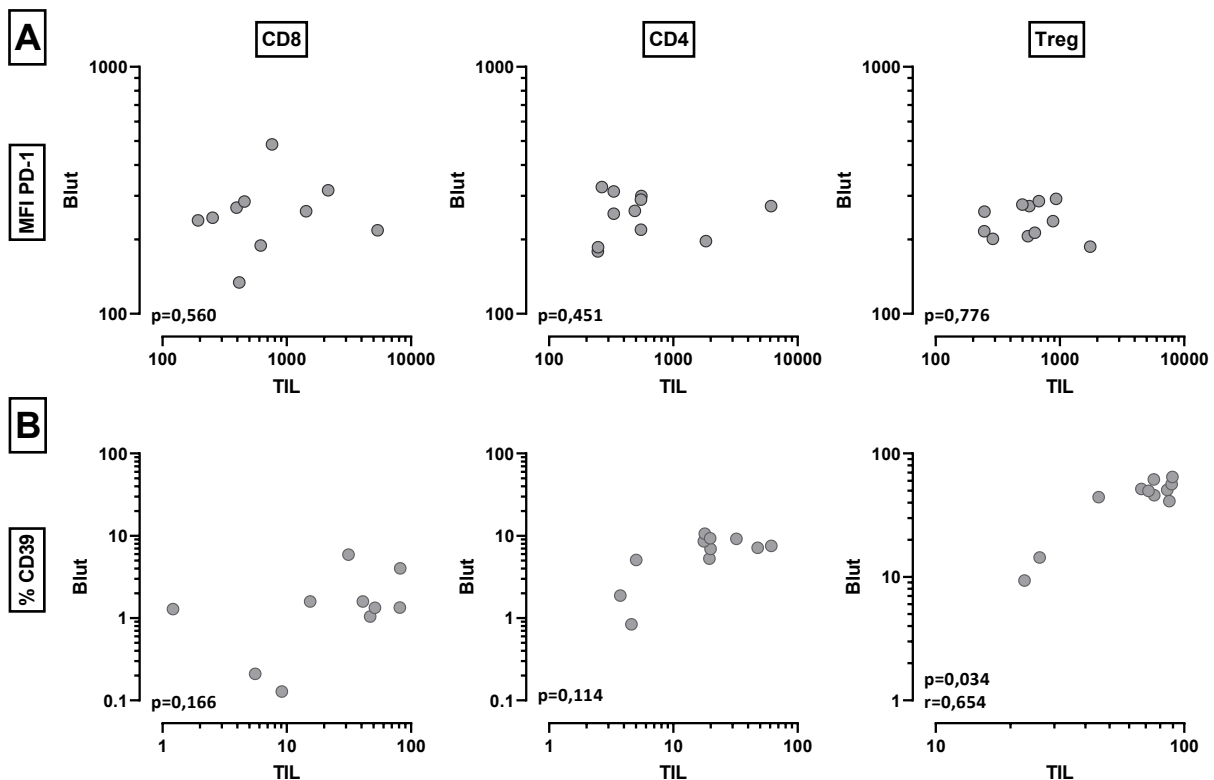 A
CD8
CD4
Treg
MFI PD-1
Blut
1000
100
p=0,560
100
1000
10000
TIL
Blut
1000
100
p=0,451
100
1000
10000
TIL
Blut
1000
100
p=0,776
100
1000
10000
TIL
B
% CD39
Blut
100
10
1
0.1
p=0,166
1
10
100
TIL
Blut
100
10
1
0.1
p=0,114
1
10
100
TIL
Blut
100
10
1
p=0,034
r=0,654
10
100
TIL